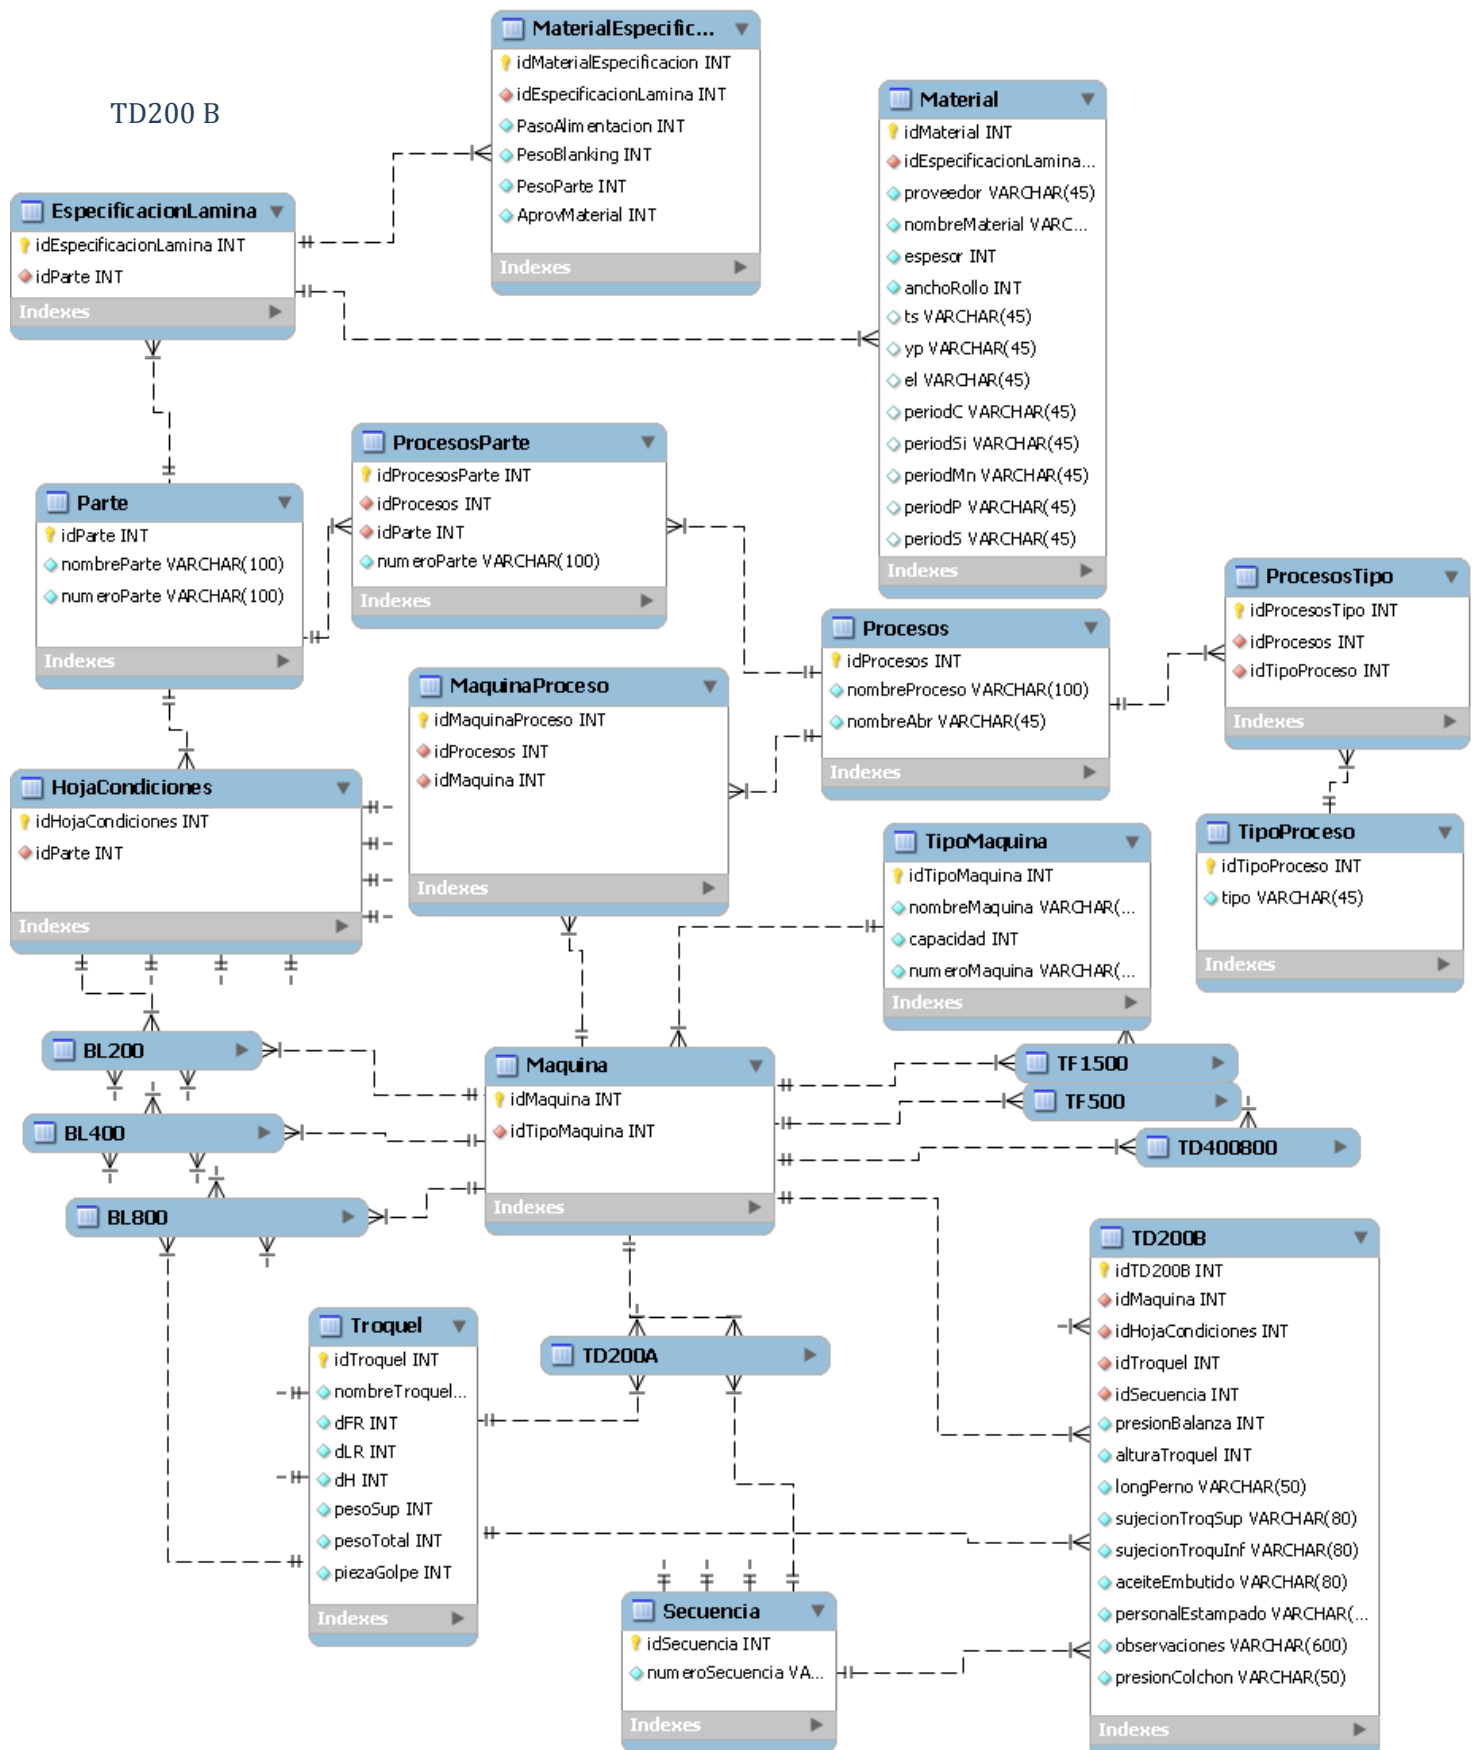 TD200 B
MaterialEspecific...
idMaterialEspecificacion INT
idEspecificacionLamina INT
PasoAlimentacion INT
PesoBlanking INT
PesoParte INT
AprovMaterial INT
Indexes
Material
idMaterial INT
idEspecificacionLamina...
proveedor VARCHAR(45)
nombreMaterial VARC...
espesor INT
anchoRollo INT
ts VARCHAR(45)
yp VARCHAR(45)
el VARCHAR(45)
periodC VARCHAR(45)
periodSi VARCHAR(45)
periodMn VARCHAR(45)
periodP VARCHAR(45)
periodS VARCHAR(45)
Indexes
EspecificacionLamina
idEspecificacionLamina INT
idParte INT
Indexes
ProcesosParte
idProcesosParte INT
idProcesos INT
idParte INT
numeroParte VARCHAR(100)
Indexes
Parte
idParte INT
nombreParte VARCHAR(100)
numeroParte VARCHAR(100)
Indexes
ProcesosTipo
idProcesosTipo INT
idProcesos INT
idTipoProceso INT
Indexes
Procesos
idProcesos INT
nombreProceso VARCHAR(100)
nombreAbr VARCHAR(45)
Indexes
MaquinaProceso
idMaquinaProceso INT
idProcesos INT
idMaquina INT
Indexes
HojaCondiciones
idHojaCondiciones INT
idParte INT
Indexes
TipoMaquina
idTipoMaquina INT
nombreMaquina VARCHAR(...
capacidad INT
numeroMaquina VARCHAR(...
Indexes
TipoProceso
idTipoProceso INT
tipo VARCHAR(45)
Indexes
BL200
BL400
BL800
Maquina
idMaquina INT
idTipoMaquina INT
Indexes
TF1500
TF500
TD400800
TD200B
idTD200B INT
idMaquina INT
idHojaCondiciones INT
idTroquel INT
idSecuencia INT
presionBalanza INT
alturaTroquel INT
longPerno VARCHAR(50)
sujecionTroqSup VARCHAR(80)
sujecionTroquInf VARCHAR(80)
aceiteEmbutido VARCHAR(80)
personalEstampado VARCHAR(...
observaciones VARCHAR(600)
presionColchon VARCHAR(50)
Indexes
Troquel
idTroquel INT
nombreTroquel...
dFR INT
dLR INT
dH INT
pesoSup INT
pesoTotal INT
piezaGolpe INT
Indexes
TD200A
Secuencia
idSecuencia INT
numeroSecuencia VA...
Indexes